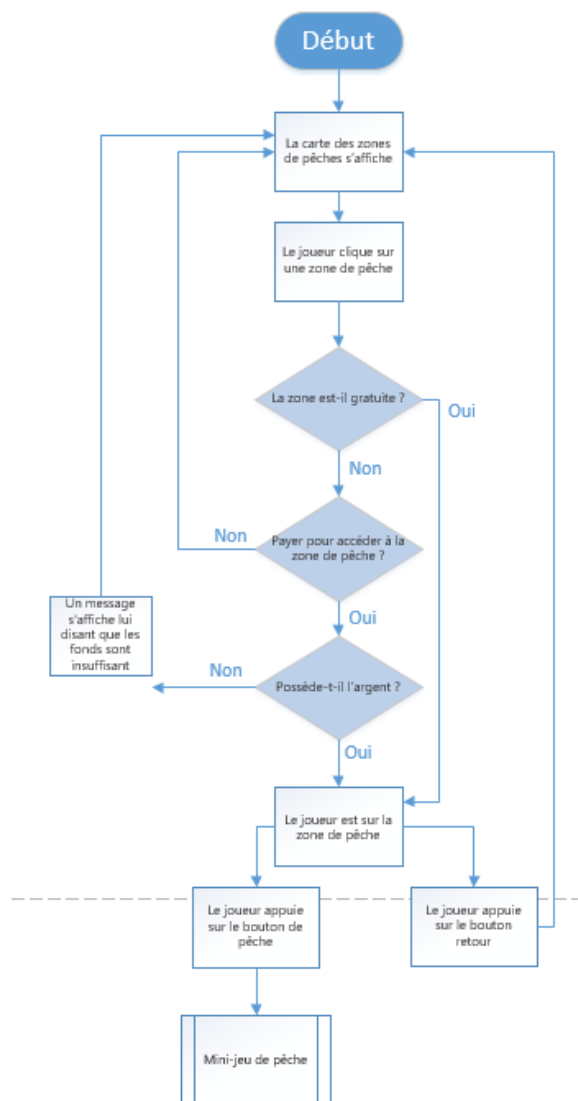 Début
La carte des zones
de pêches s'affiche
Le joueur clique sur
une zone de pêche
La zone est-il gratuite ?
Oui
Non
Payer pour accéder à la
zone de pêche ?
Non
Oui
Un message
s'affiche lui
disant que les
fonds sont
insuffisant
Possède-t-il l'argent ?
Non
Oui
Le joueur est sur la
zone de pêche
Le joueur appuie
sur le bouton de
pêche
Le joueur appuie
sur le bouton
retour
Mini-jeu de pêche